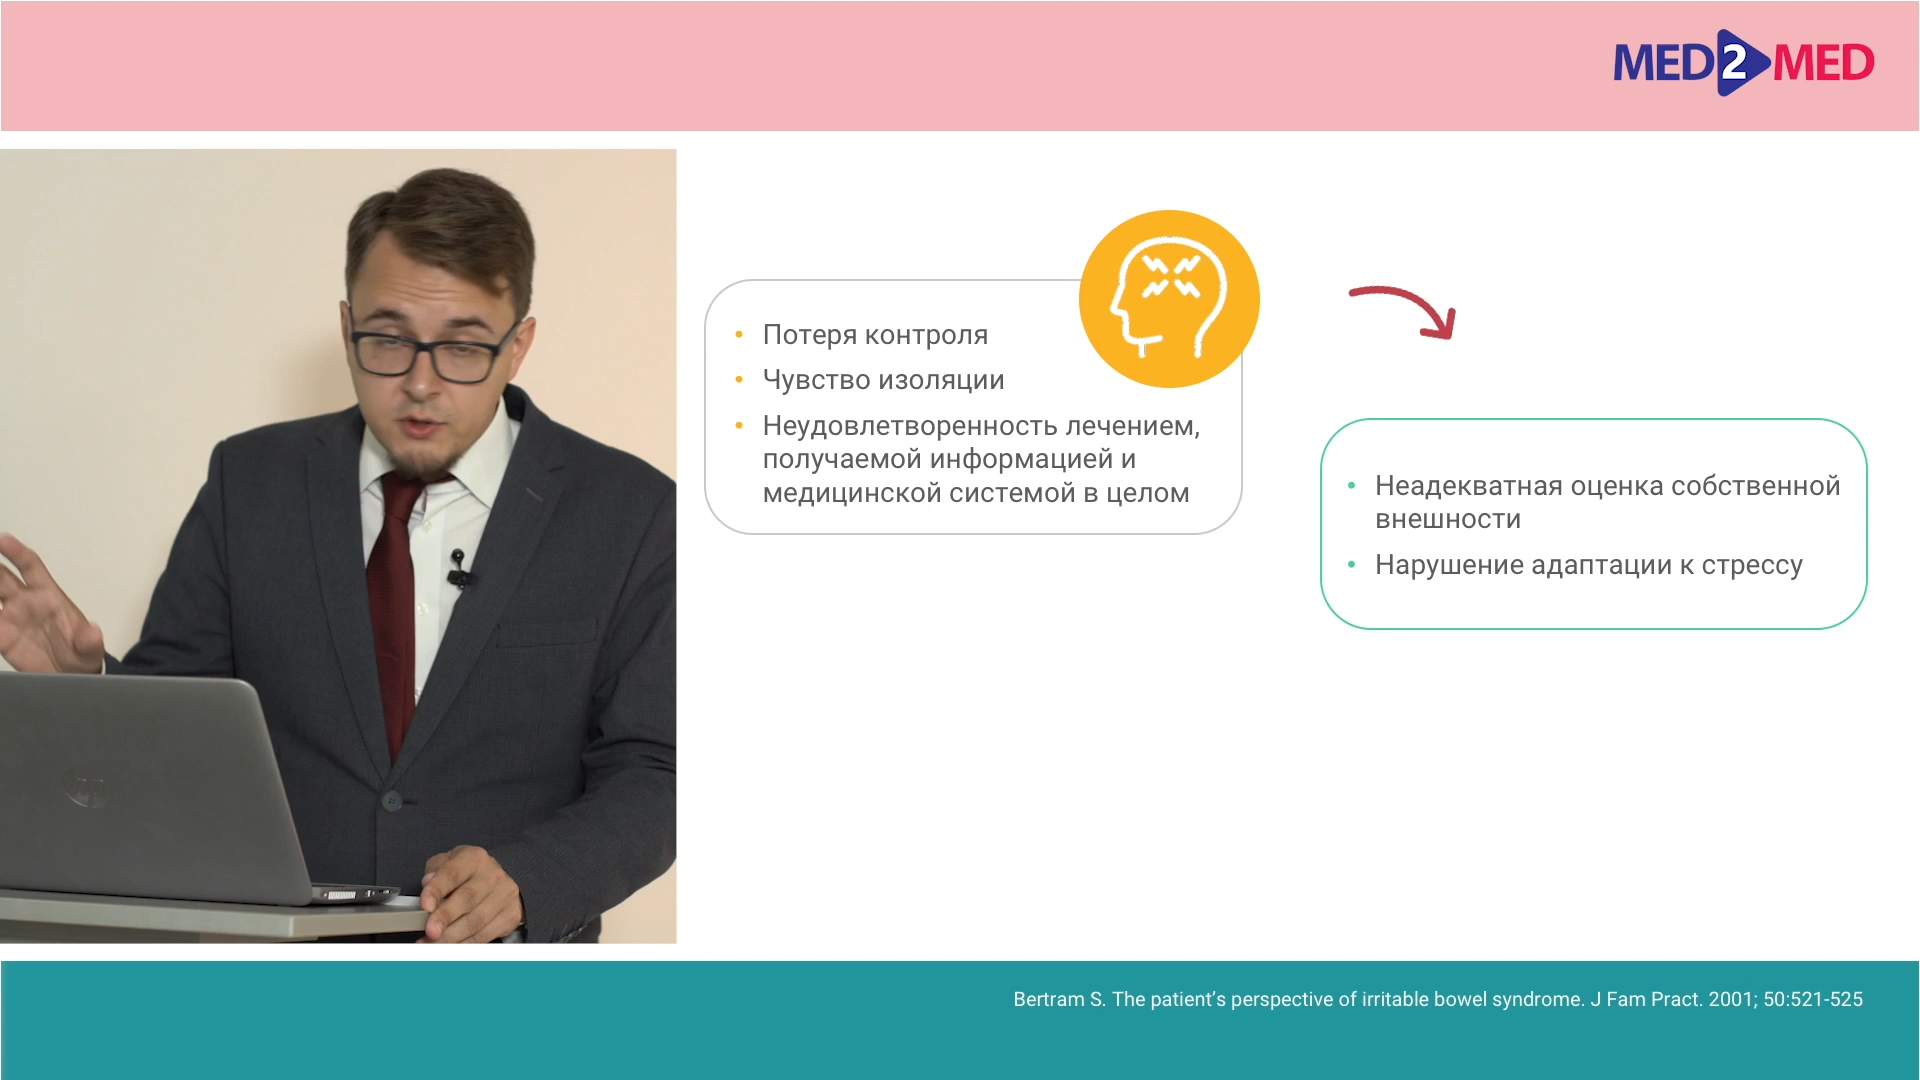 MED2MED
• Потеря контроля
• Чувство изоляции
• Неудовлетворенность лечением,
получаемой информацией и
медицинской системой в целом
• Неадекватная оценка собственной
внешности
• Нарушение адаптации к стрессу
Bertram S. The patient’s perspective of irritable bowel syndrome. J Fam Pract. 2001; 50:521-525